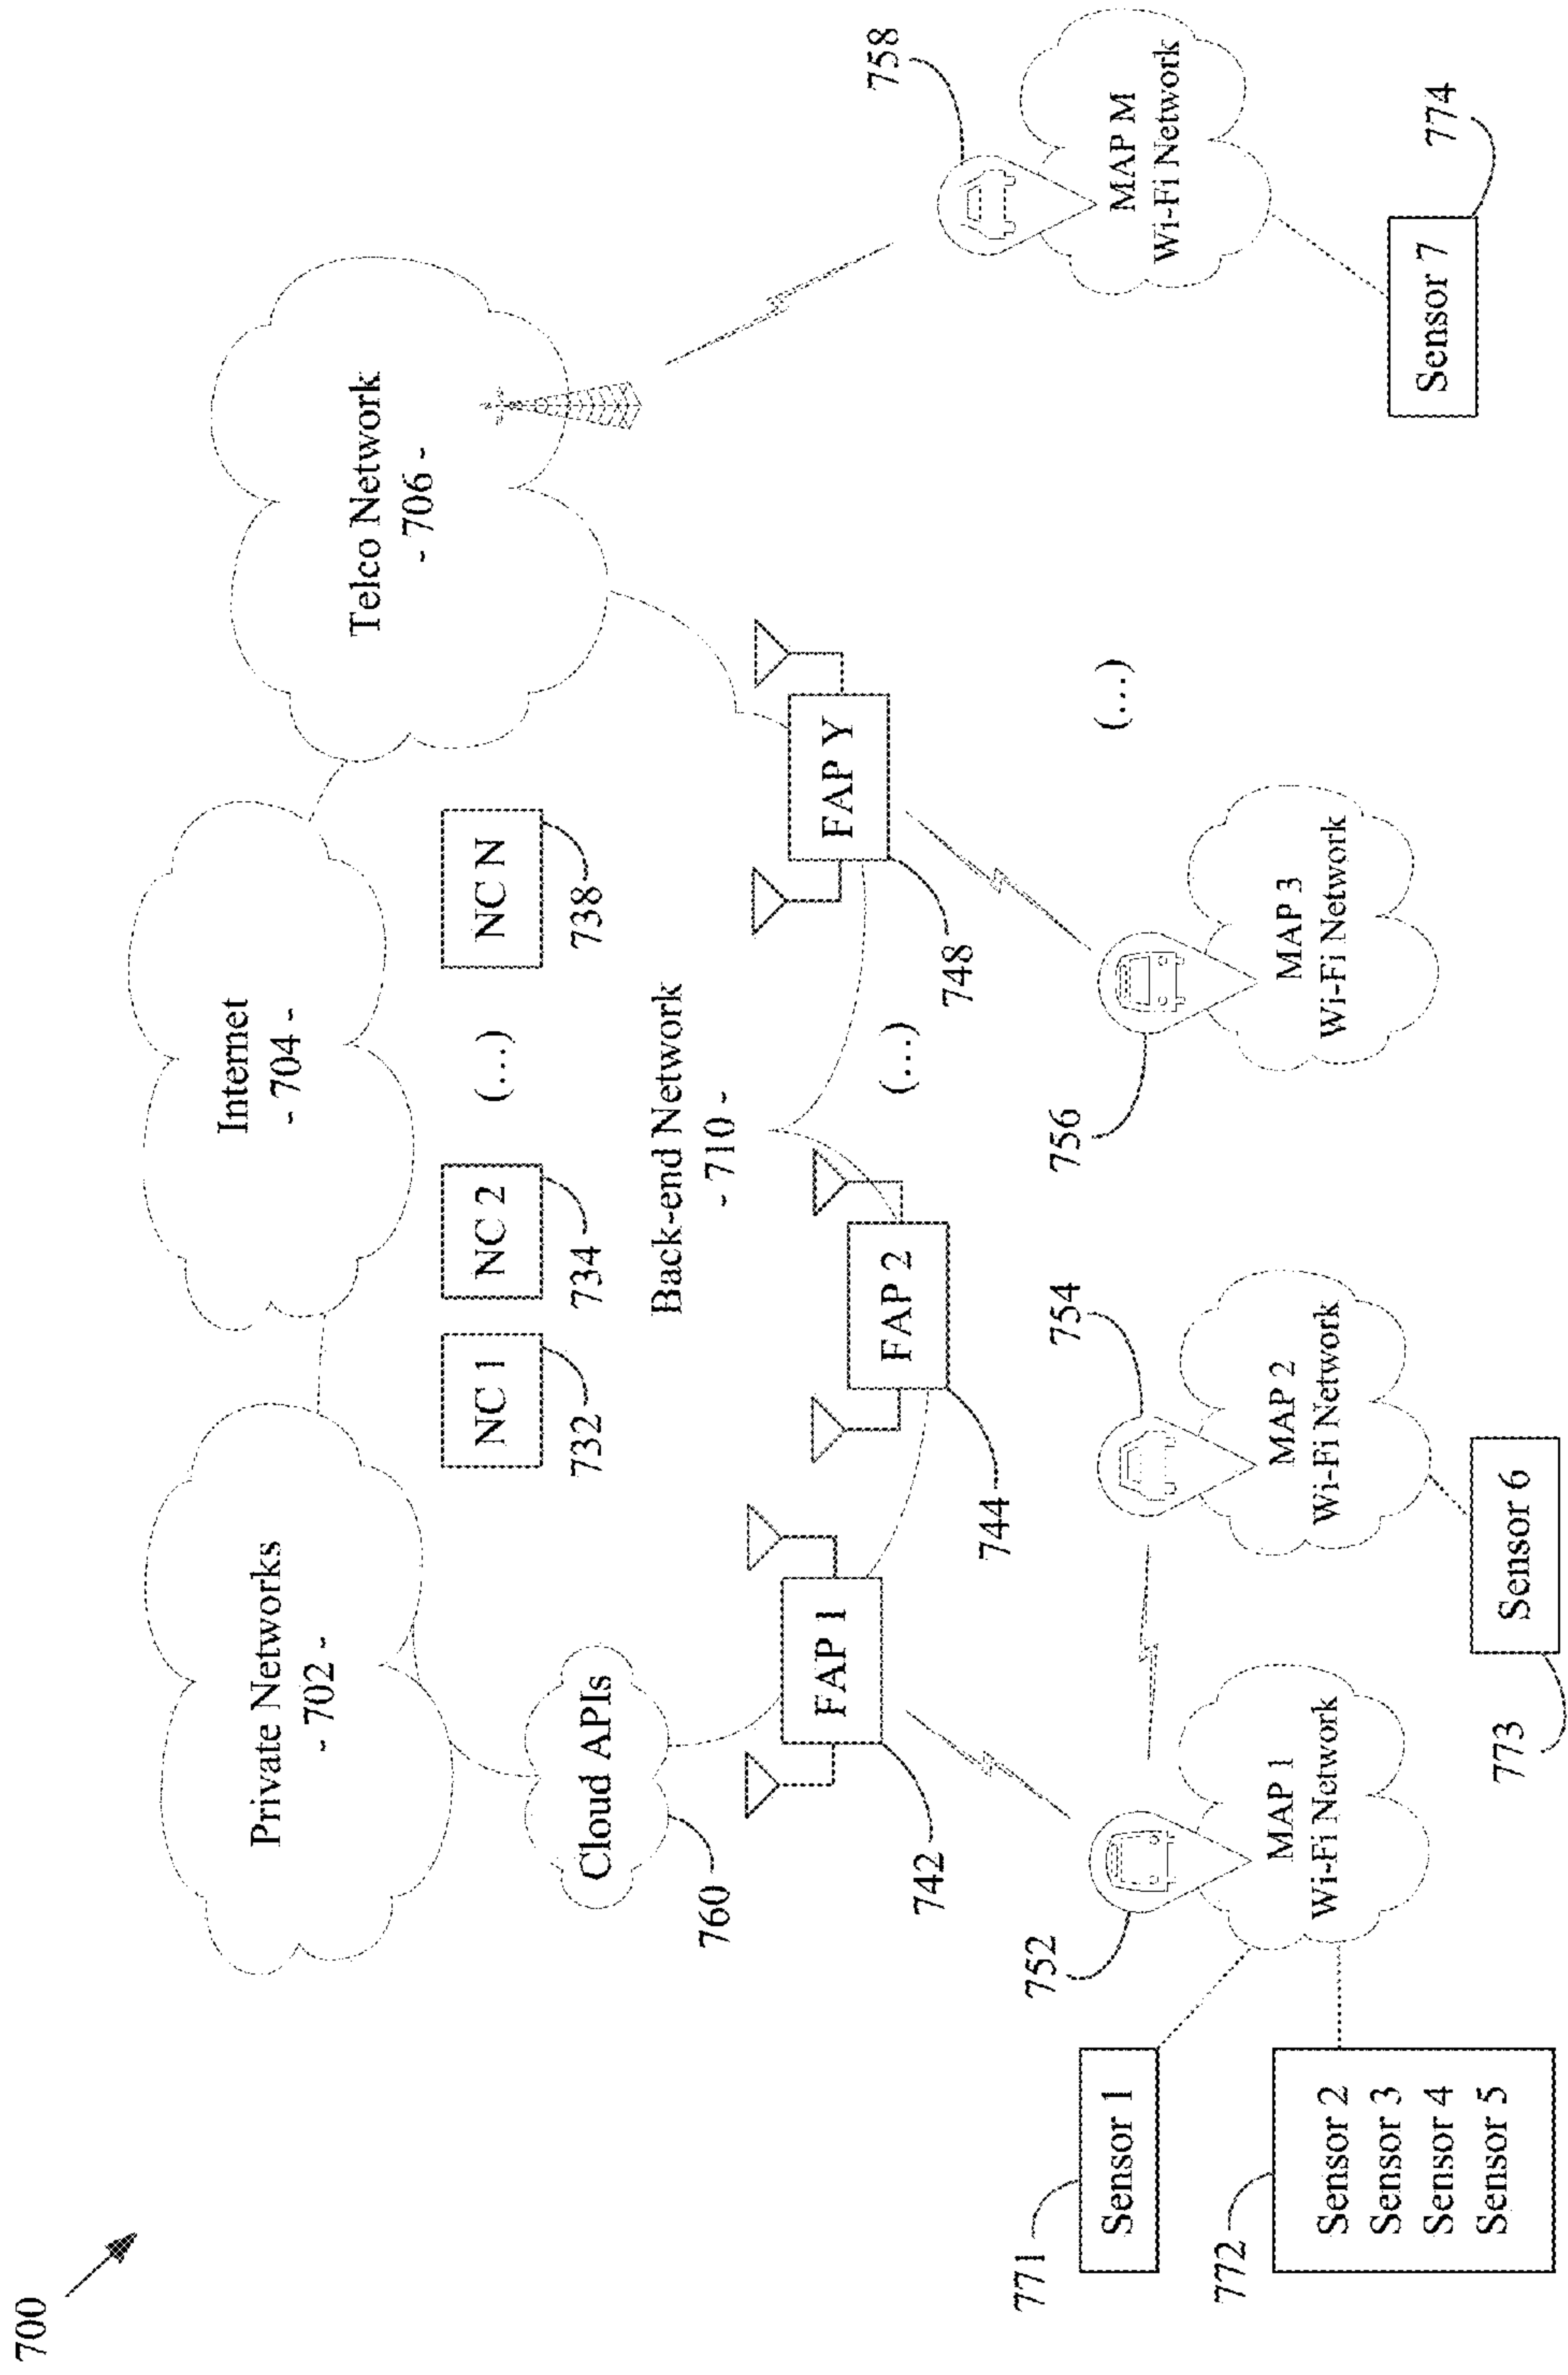 700
Private Networks
- 702 -
Internet
- 704 -
Telco Network
- 706 -
NC 1
732
NC 2
734
(...)
NC N
738
Cloud APIs
760
Back-end Network
- 710 -
FAP 1
742
FAP 2
744
(...)
FAP Y
748
752
MAP 1
Wi-Fi Network
754
MAP 2
Wi-Fi Network
756
MAP 3
Wi-Fi Network
(...)
758
MAP M
Wi-Fi Network
771
Sensor 1
772
Sensor 2
Sensor 3
Sensor 4
Sensor 5
773
Sensor 6
Sensor 7
774